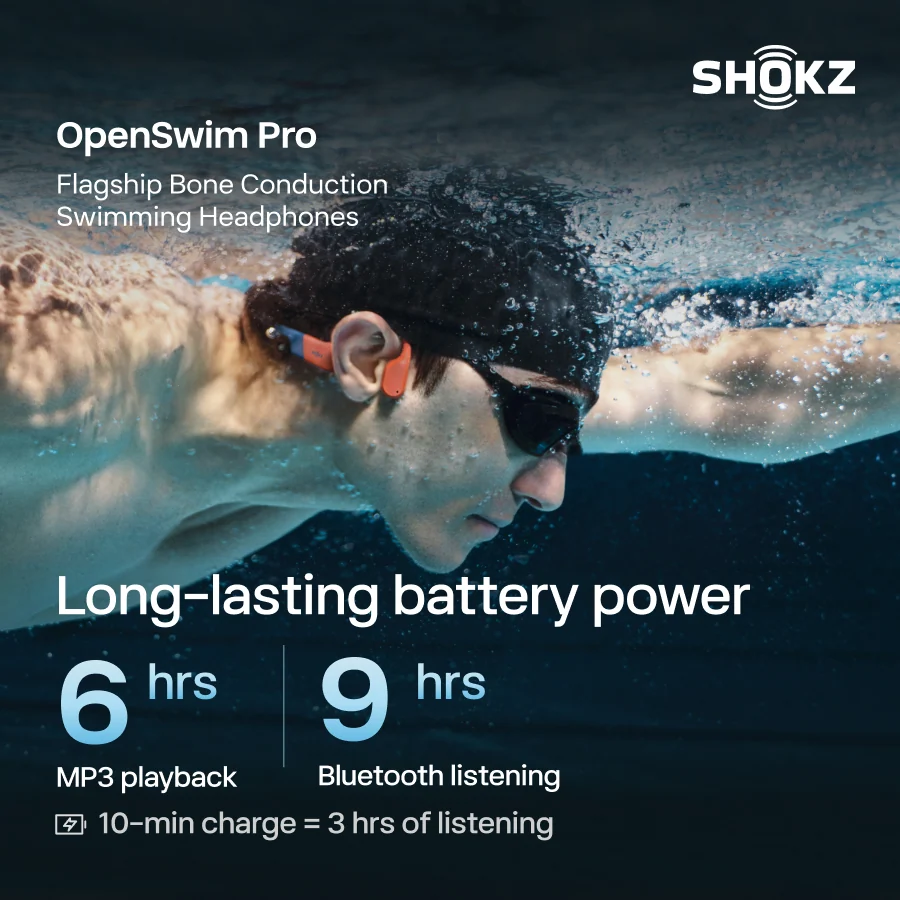 SHOKZ
OpenSwim Pro
Flagship Bone Conduction
Swimming Headphones
Long-lasting battery power
6 hrs
MP3 playback
9 hrs
Bluetooth listening
10-min charge = 3 hrs of listening